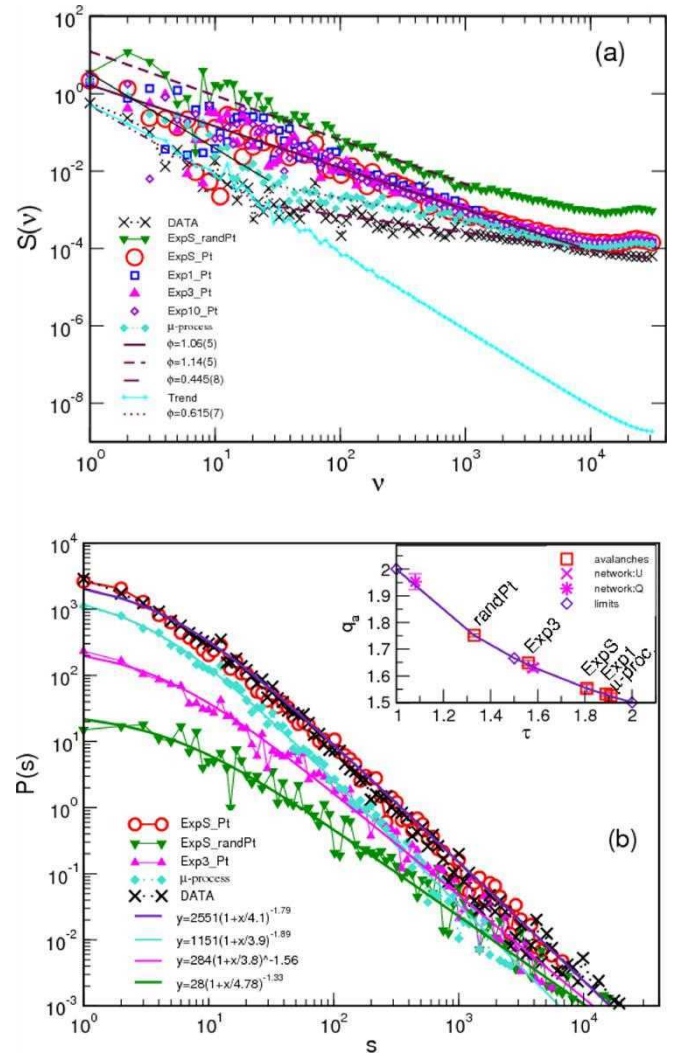 (a)
10^2
10^0
10^-2
10^-4
10^-6
10^-8
S(ν)
DATA
ExpS_randPt
ExpS_Pt
Exp1_Pt
Exp3_Pt
Exp10_Pt
μ-process
ϕ=1.06(5)
ϕ=1.14(5)
ϕ=0.445(8)
Trend
ϕ=0.615(7)
10^0 10^1 10^2 10^3 10^4
ν
10^4
10^3
10^2
10^1
10^0
10^-1
10^-2
10^-3
P(s)
2
1.9
1.8
1.7
1.6
1.5
q_a
randPt
Exp3
ExpS
Exp1
μ-proc.
avalanches
network:U
network:Q
limits
1 1.2 1.4 1.6 1.8 2
τ
(b)
ExpS_Pt
ExpS_randPt
Exp3_Pt
μ-process
DATA
y=2551(1+x/4.1)^-1.79
y=1151(1+x/3.9)^-1.89
y=284(1+x/3.8)^-1.56
y=28(1+x/4.78)^-1.33
10^0 10^1 10^2 10^3 10^4
s